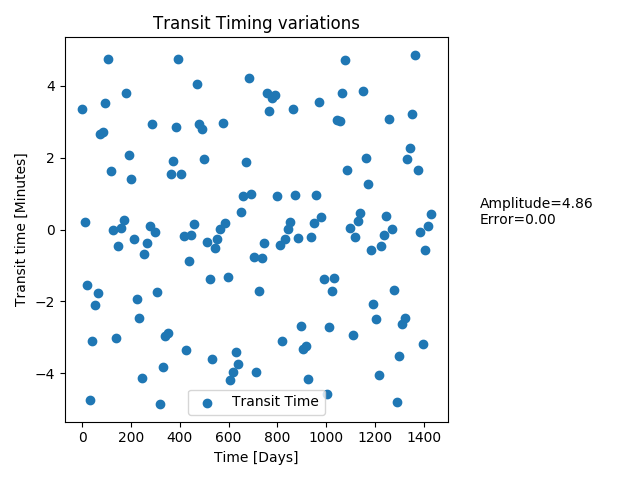 Transit Timing variations
Transit time [Minutes]
4
2
0
−2
−4
Amplitude=4.86
Error=0.00
Transit Time
0 200 400 600 800 1000 1200 1400
Time [Days]